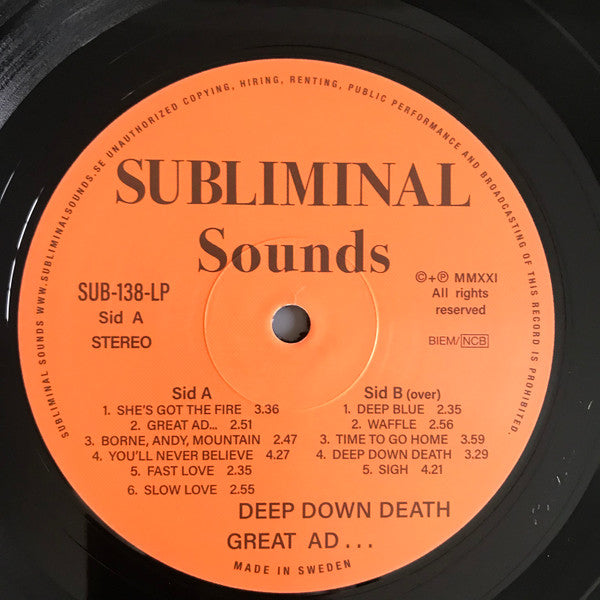 SUBLIMINAL SOUNDS WWW.SUBLIMINALSOUNDS.SE UNAUTHORIZED COPYING, HIRING, RENTING, PUBLIC PERFORMANCE AND BROADCASTING OF THIS RECORD IS PROHIBITED.
SUBLIMINAL
Sounds
SUB-138-LP
Sid A
STEREO
©+℗ MMXXI
All rights
reserved
BIEM/NCB
Sid A
1. SHE'S GOT THE FIRE 3.36
2. GREAT AD... 2.51
3. BORNE, ANDY, MOUNTAIN 2.47
4. YOU'LL NEVER BELIEVE 4.27
5. FAST LOVE 2.35
6. SLOW LOVE 2.55
Sid B (over)
1. DEEP BLUE 2.35
2. WAFFLE 2.56
3. TIME TO GO HOME 3.59
4. DEEP DOWN DEATH 3.29
5. SIGH 4.21
DEEP DOWN DEATH
GREAT AD...
MADE IN SWEDEN